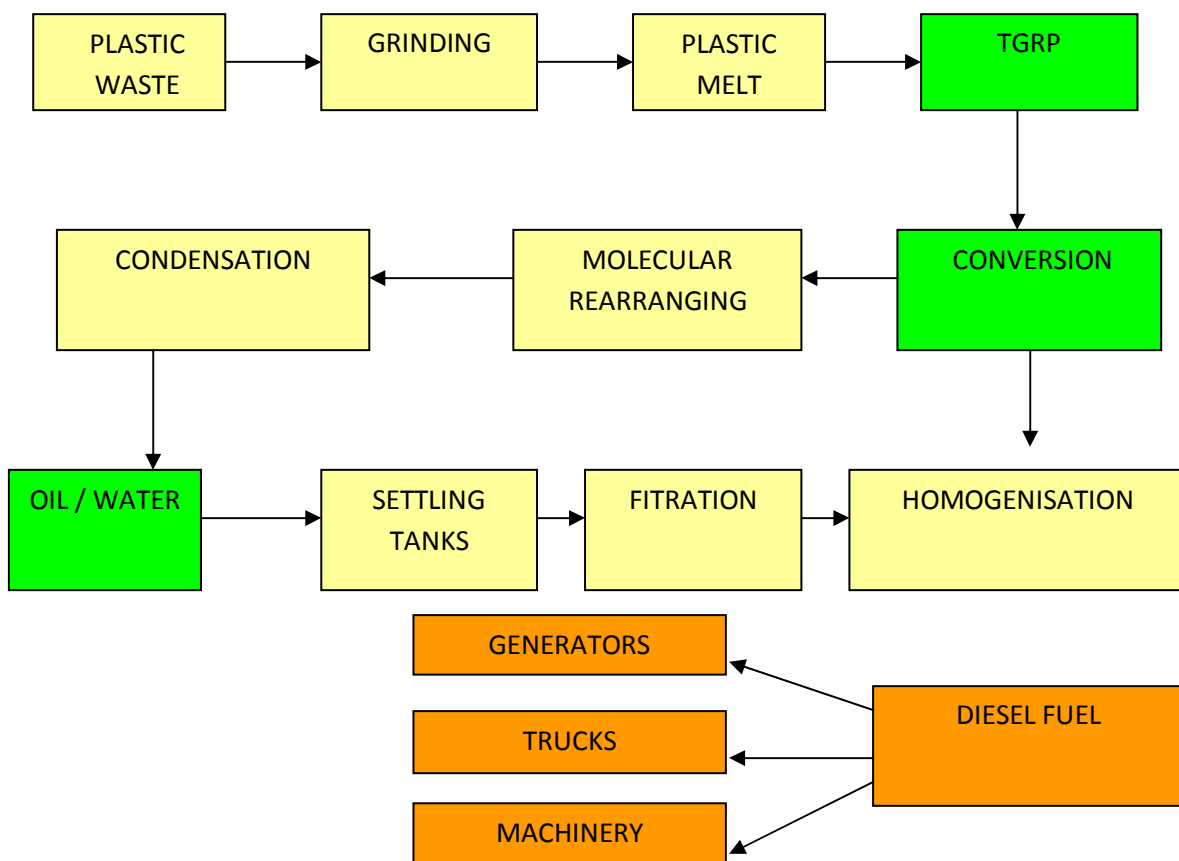 PLASTIC
WASTE
GRINDING
PLASTIC
MELT
TGRP
CONDENSATION
MOLECULAR
REARRANGING
CONVERSION
OIL / WATER
SETTLING
TANKS
FITRATION
HOMOGENISATION
GENERATORS
TRUCKS
MACHINERY
DIESEL FUEL